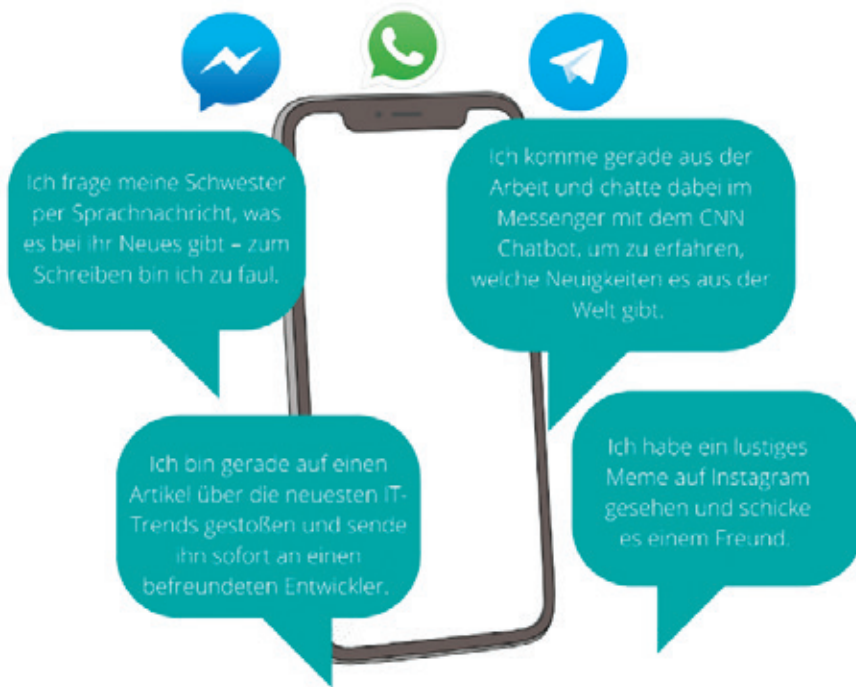 Ich frage meine Schwester
per Sprachnachricht, was
es bei ihr Neues gibt – zum
Schreiben bin ich zu faul.
Ich komme gerade aus der
Arbeit und chatte dabei im
Messenger mit dem CNN
Chatbot, um zu erfahren,
welche Neuigkeiten es aus der
Welt gibt.
Ich bin gerade auf einen
Artikel über die neuesten IT-
Trends gestoßen und sende
ihn sofort an einen
befreundeten Entwickler.
Ich habe ein lustiges
Meme auf Instagram
gesehen und schicke
es einem Freund.